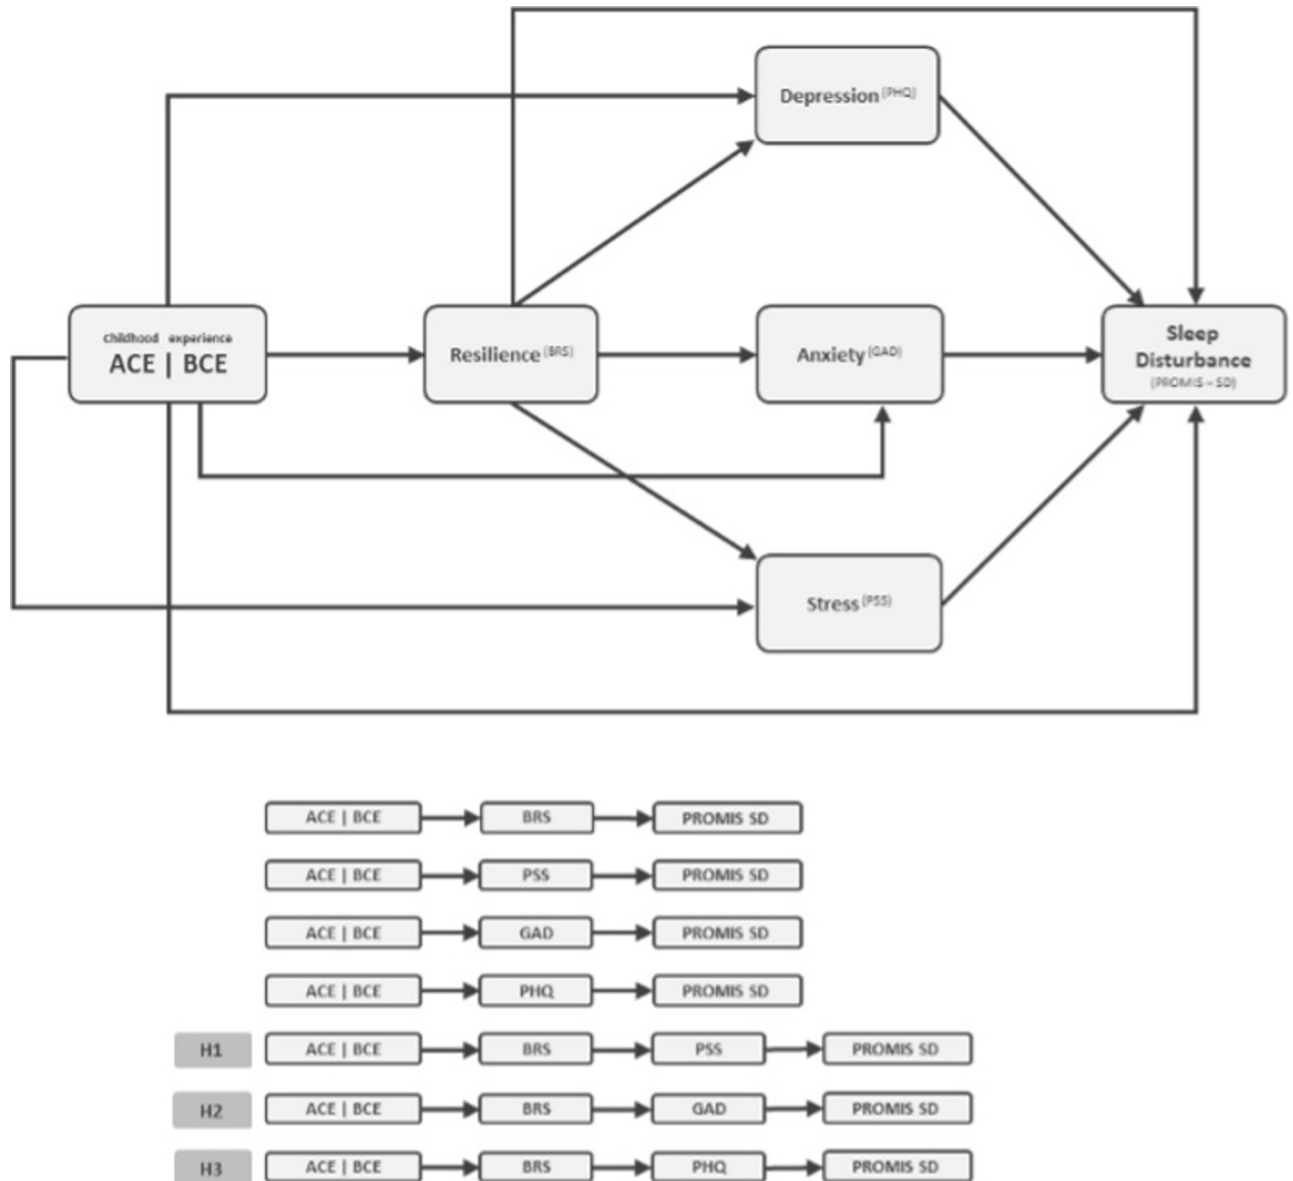 Depression (PHQ)
Childhood experience
ACE | BCE
Resilience (BRS)
Anxiety (GAD)
Sleep
Disturbance
(PROMIS – SD)
Stress (PSS)
ACE | BCE BRS PROMIS SD
ACE | BCE PSS PROMIS SD
ACE | BCE GAD PROMIS SD
ACE | BCE PHQ PROMIS SD
H1 ACE | BCE BRS PSS PROMIS SD
H2 ACE | BCE BRS GAD PROMIS SD
H3 ACE | BCE BRS PHQ PROMIS SD